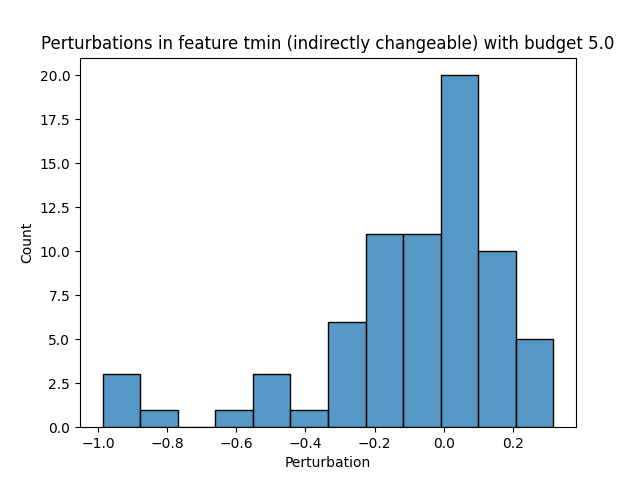 Perturbations in feature tmin (indirectly changeable) with budget 5.0
20.0
17.5
15.0
12.5
10.0
7.5
5.0
2.5
0.0
Count
−1.0 −0.8 −0.6 −0.4 −0.2 0.0 0.2
Perturbation